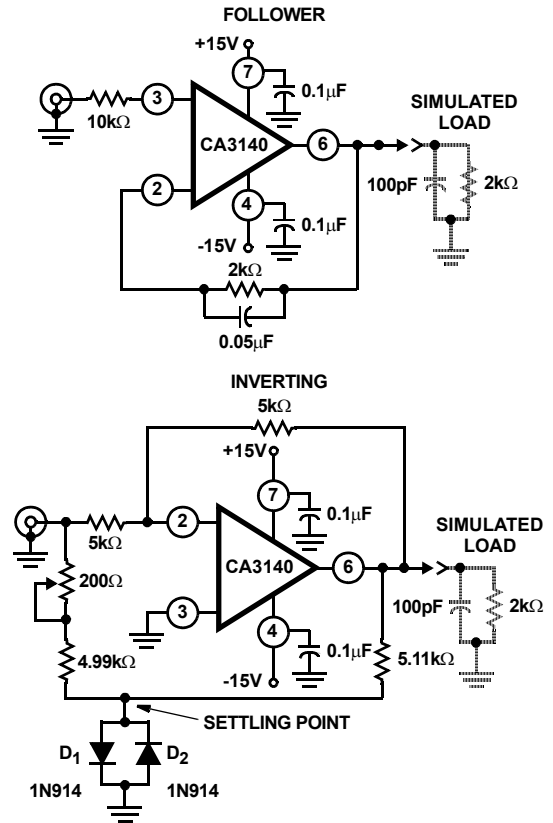 FOLLOWER
+15V
7
0.1μF
3
10kΩ
CA3140
6
SIMULATED
LOAD
100pF
2kΩ
2
4
0.1μF
-15V
2kΩ
0.05μF
INVERTING
5kΩ
+15V
7
0.1μF
5kΩ
2
CA3140
6
SIMULATED
LOAD
200Ω
100pF
2kΩ
3
4
0.1μF
4.99kΩ
5.11kΩ
-15V
SETTLING POINT
D1
D2
1N914
1N914